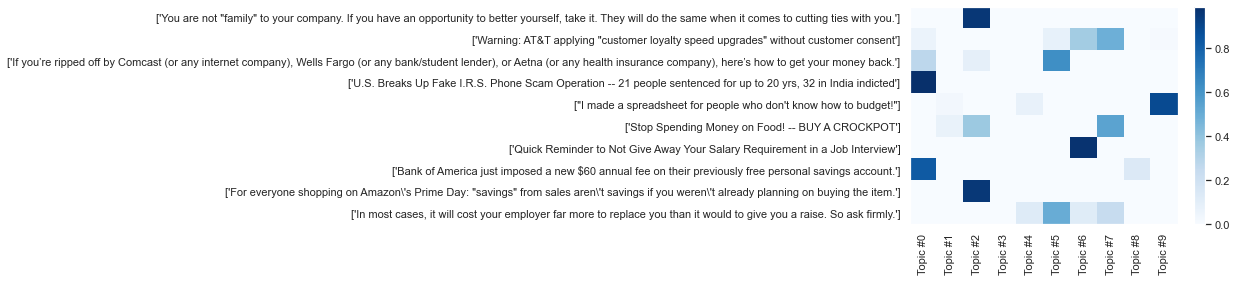 ['You are not "family" to your company. If you have an opportunity to better yourself, take it. They will do the same when it comes to cutting ties with you.']
['Warning: AT&T applying "customer loyalty speed upgrades" without customer consent']
['If you're ripped off by Comcast (or any internet company), Wells Fargo (or any bank/student lender), or Aetna (or any health insurance company), here's how to get your money back.']
['U.S. Breaks Up Fake I.R.S. Phone Scam Operation -- 21 people sentenced for up to 20 yrs, 32 in India indicted']
["I made a spreadsheet for people who don't know how to budget!"]
['Stop Spending Money on Food! -- BUY A CROCKPOT']
['Quick Reminder to Not Give Away Your Salary Requirement in a Job Interview']
['Bank of America just imposed a new $60 annual fee on their previously free personal savings account.']
['For everyone shopping on Amazon\'s Prime Day: "savings" from sales aren\'t savings if you weren\'t already planning on buying the item.']
['In most cases, it will cost your employer far more to replace you than it would to give you a raise. So ask firmly.']
Topic #0
Topic #1
Topic #2
Topic #3
Topic #4
Topic #5
Topic #6
Topic #7
Topic #8
Topic #9
0.8
0.6
0.4
0.2
0.0